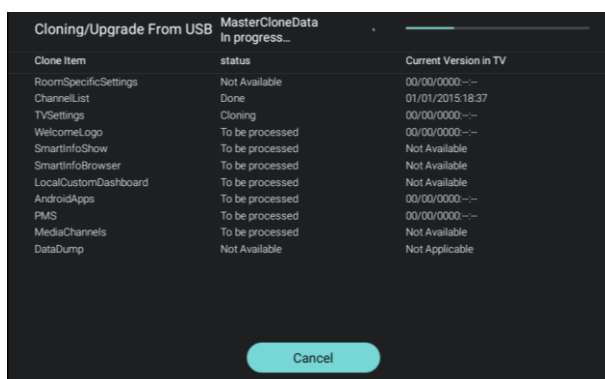 Cloning/Upgrade From USB MasterCloneData
In progress...
Clone Item status Current Version in TV
RoomSpecificSettings Not Available 00/00/0000:--:--
ChannelList Done 01/01/2015:18:37
TVSettings Cloning 00/00/0000:--:--
WelcomeLogo To be processed 00/00/0000:--:--
SmartInfoShow To be processed Not Available
SmartInfoBrowser To be processed Not Available
LocalCustomDashboard To be processed Not Available
AndroidApps To be processed 00/00/0000:--:--
PMS To be processed 00/00/0000:--:--
MediaChannels To be processed Not Available
DataDump Not Available Not Applicable
Cancel